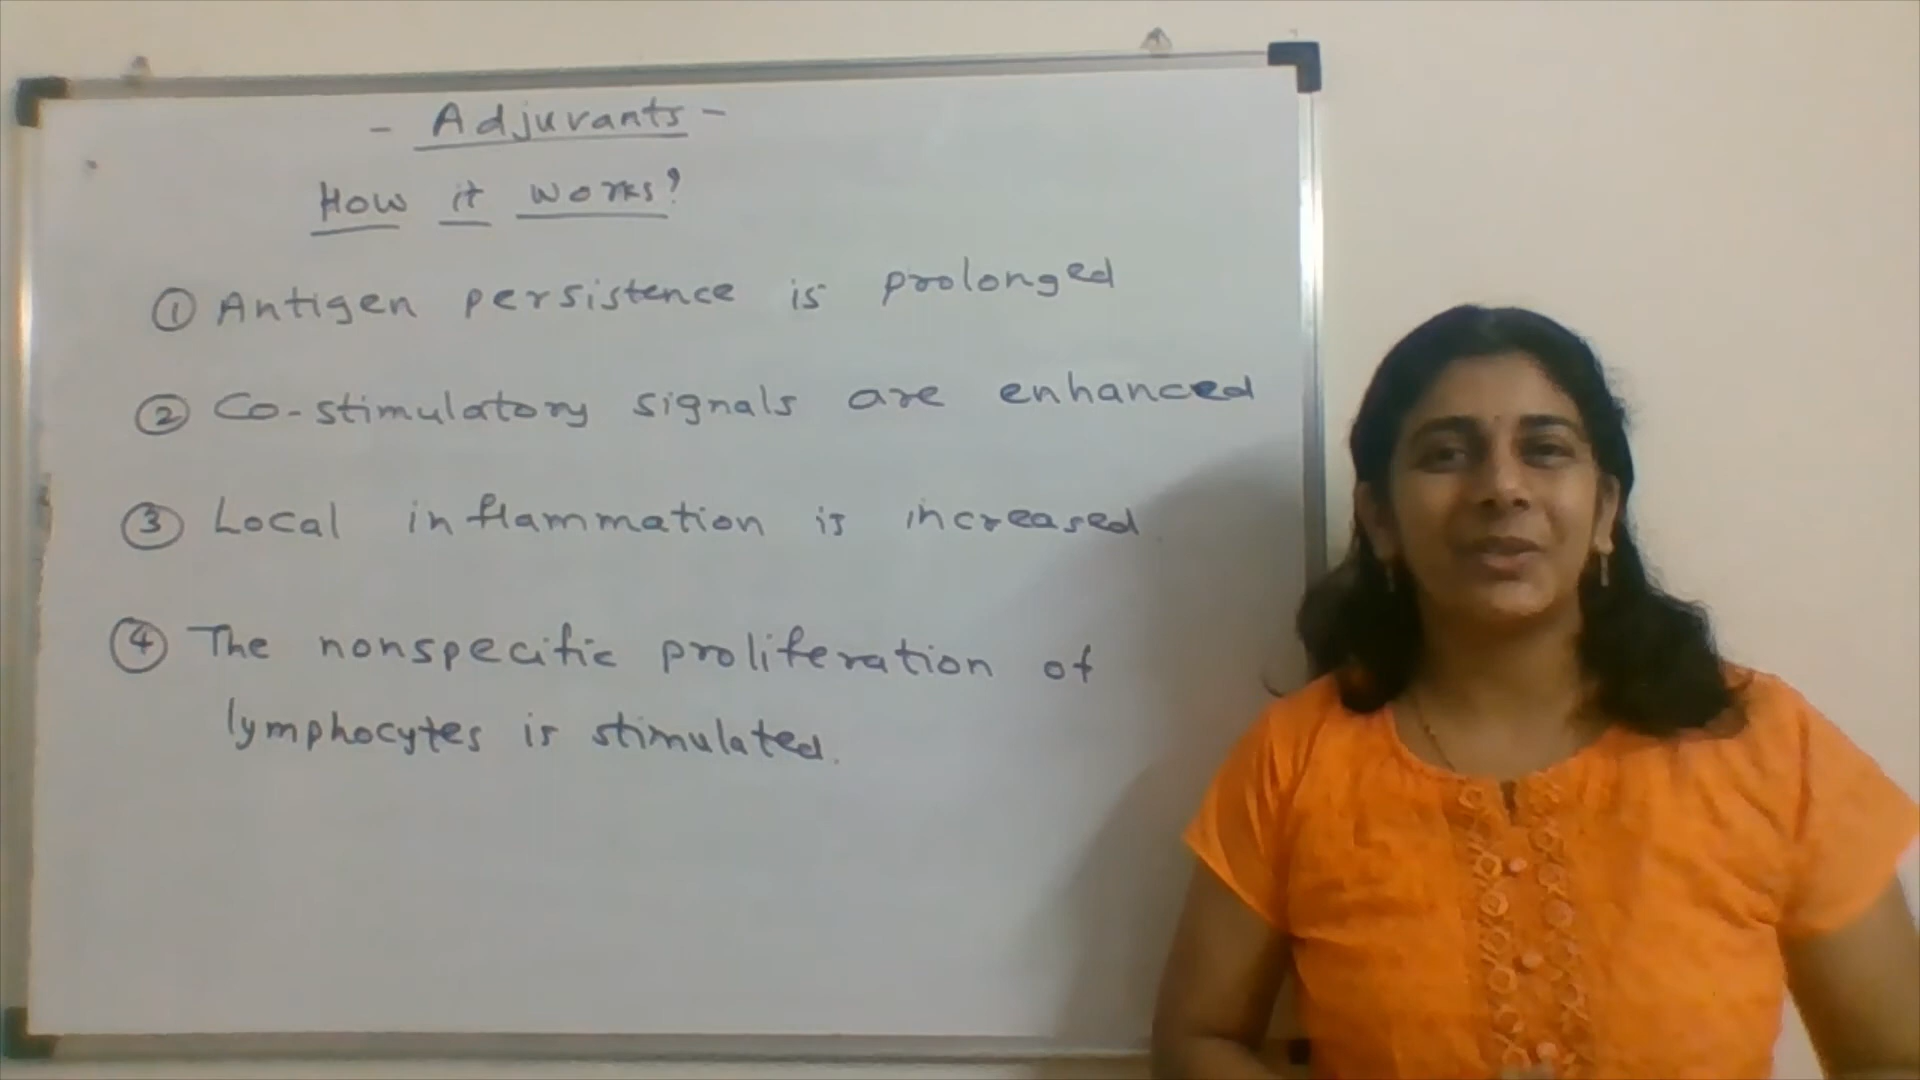 - Adjuvants -
How it works?
① Antigen persistence is prolonged
② Co-stimulatory signals are enhanced
③ Local inflammation is increased
④ The nonspecific proliferation of
lymphocytes is stimulated.